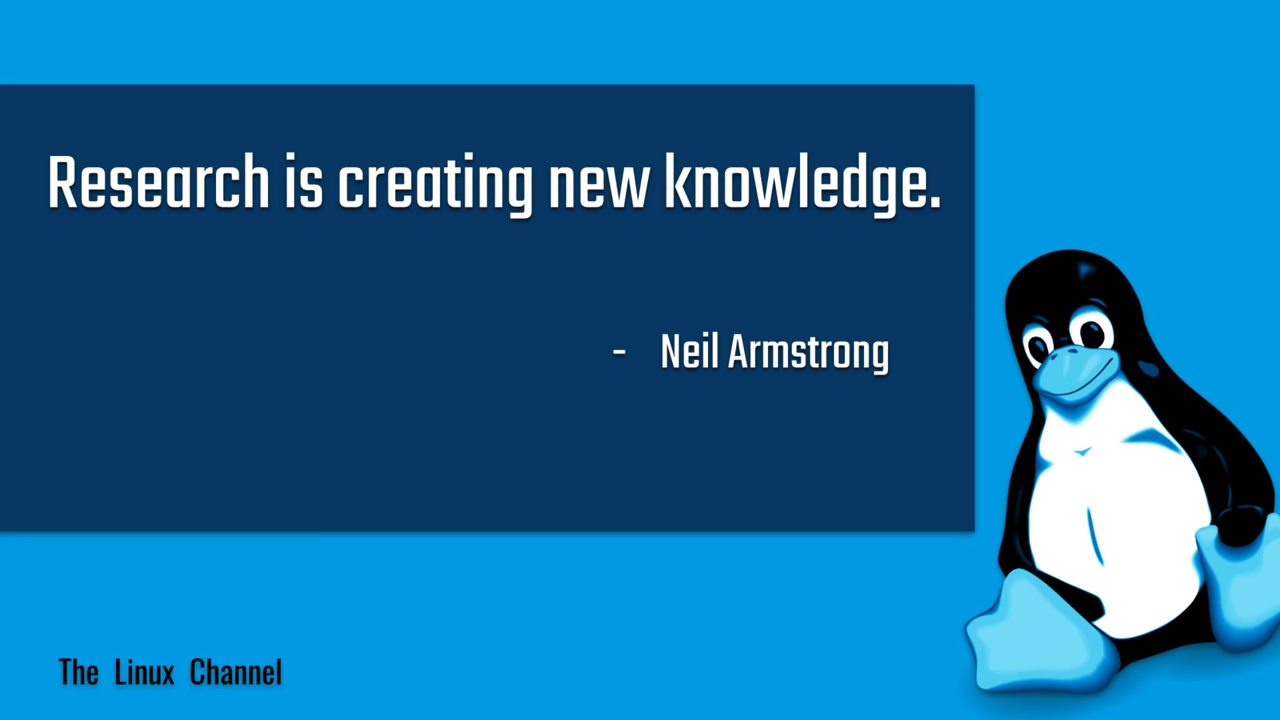 Research is creating new knowledge.
- Neil Armstrong
The Linux Channel